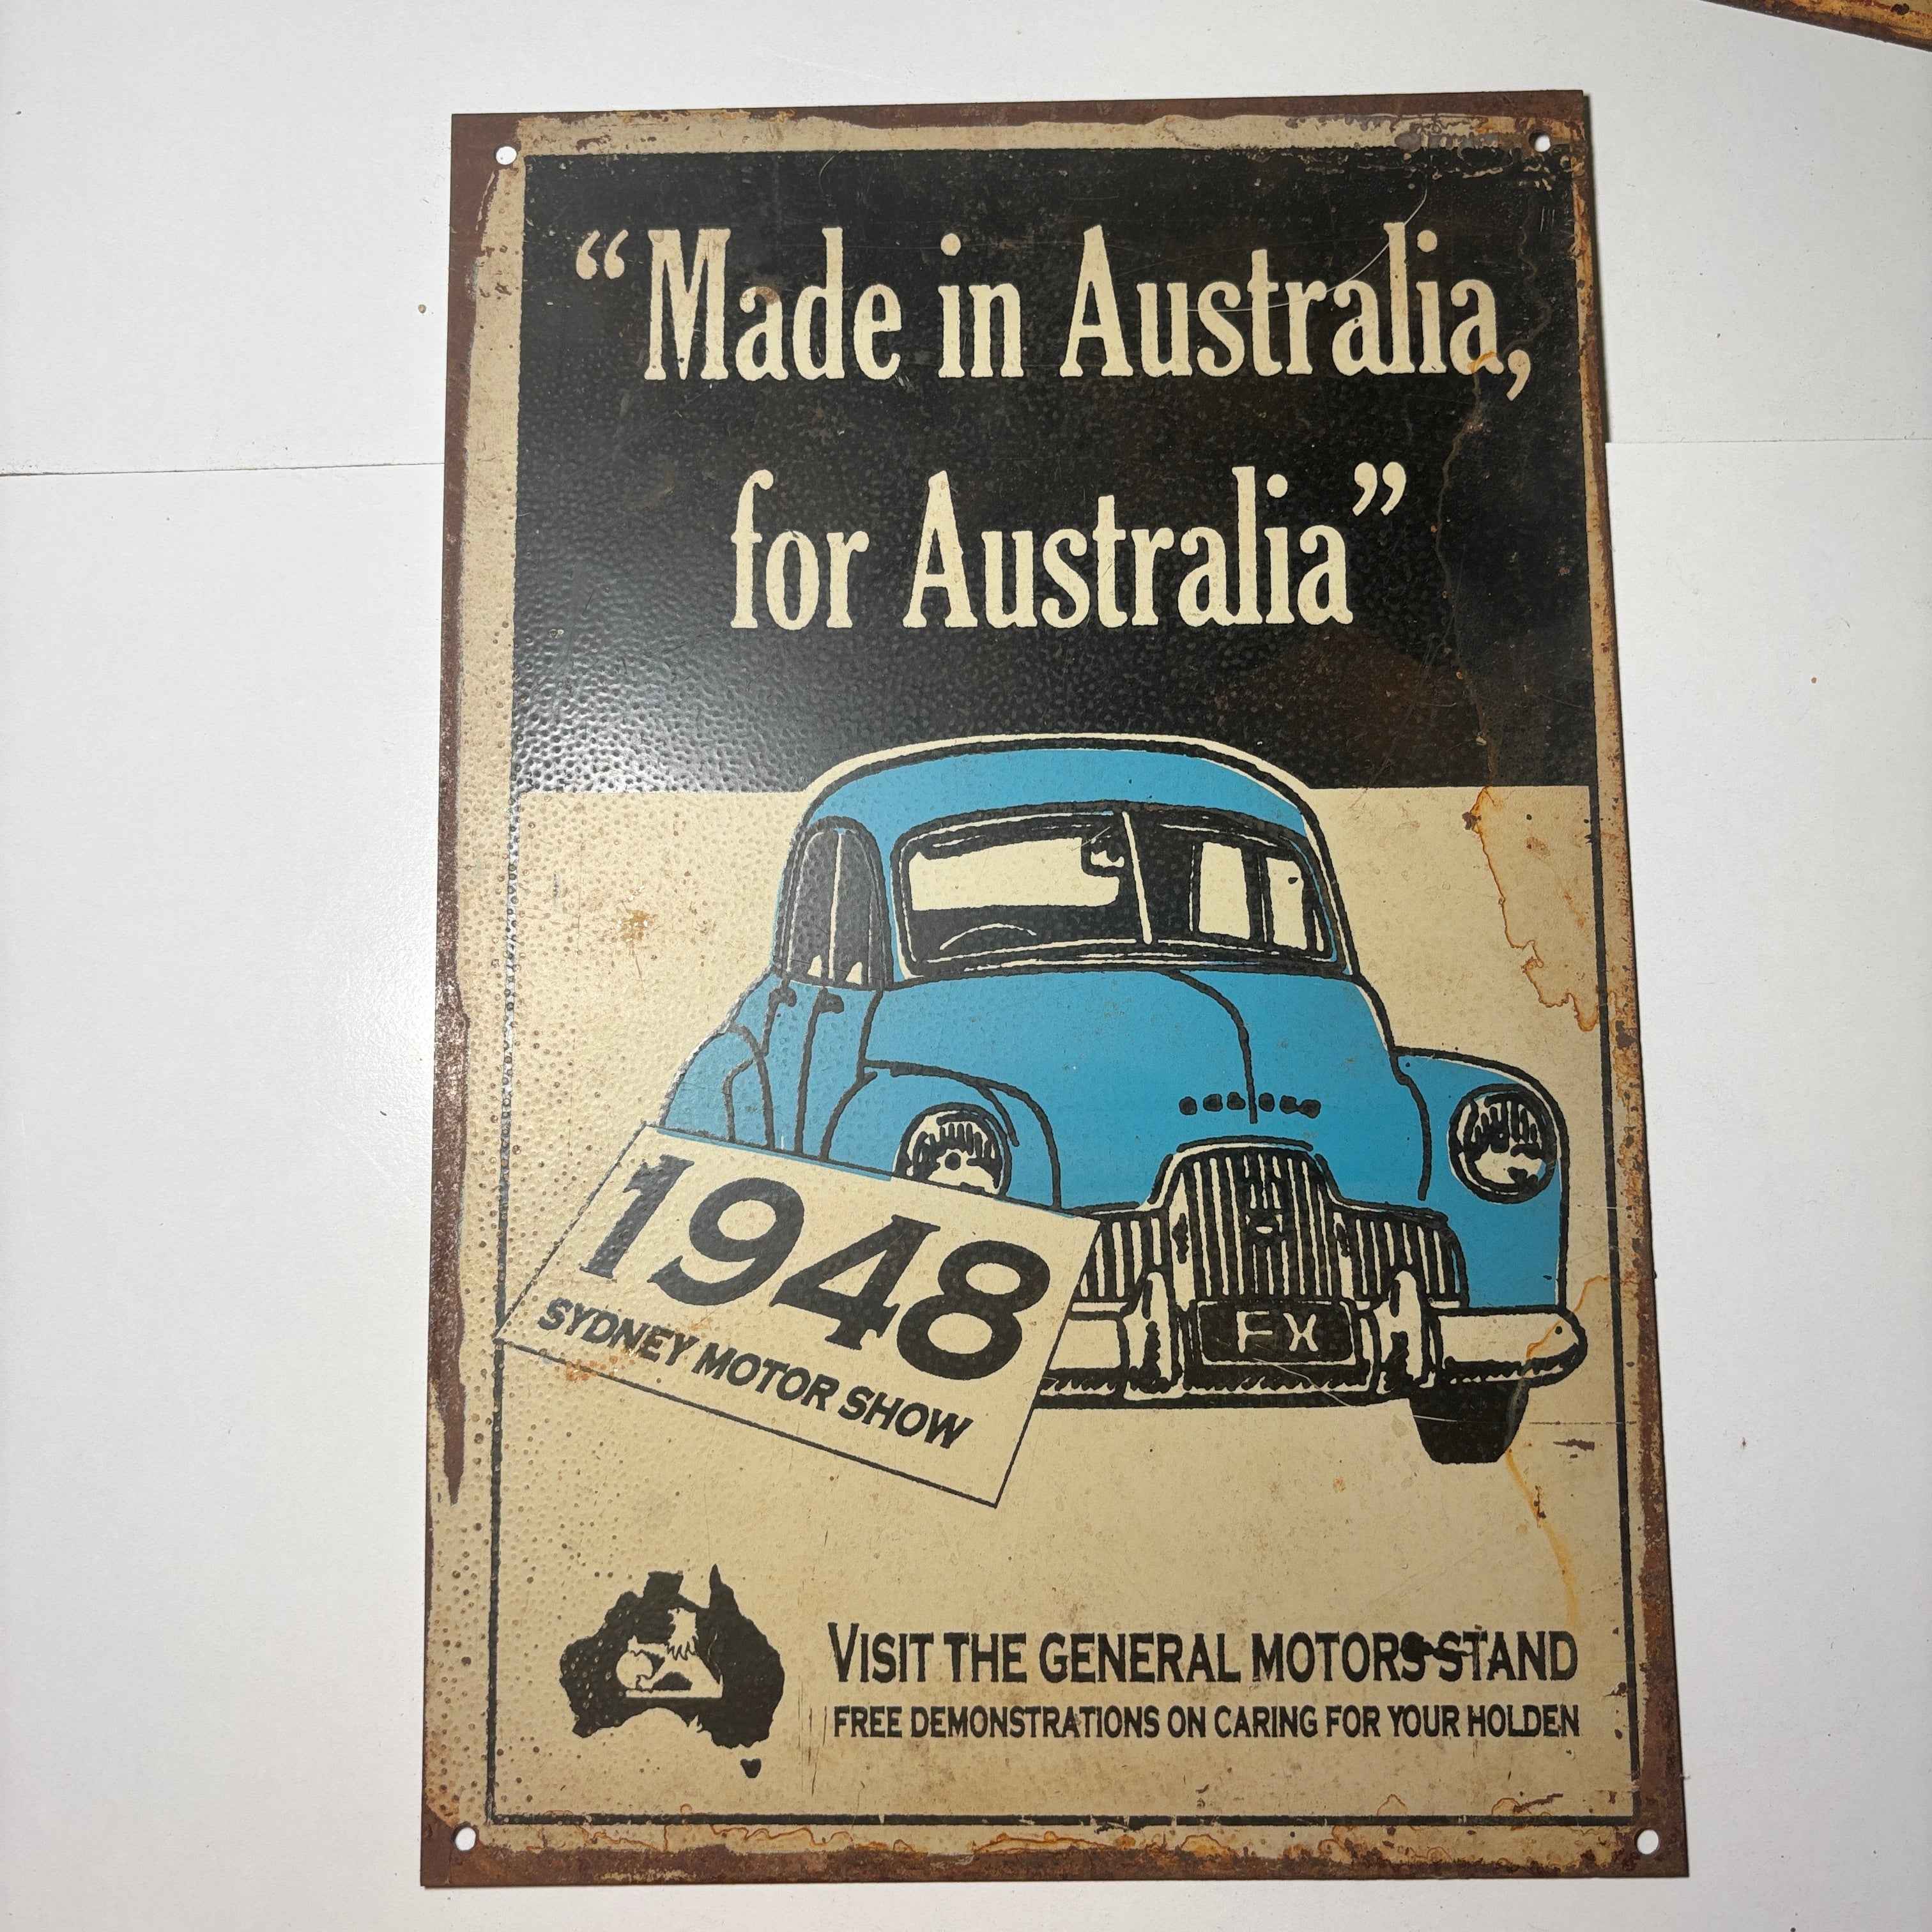 “Made in Australia,
for Australia”
HOLDEN
FX
1948
SYDNEY MOTOR SHOW
VISIT THE GENERAL MOTORS STAND
FREE DEMONSTRATIONS ON CARING FOR YOUR HOLDEN